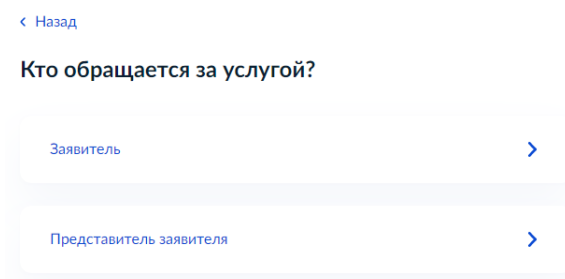 Назад
Кто обращается за услугой?
Заявитель
Представитель заявителя